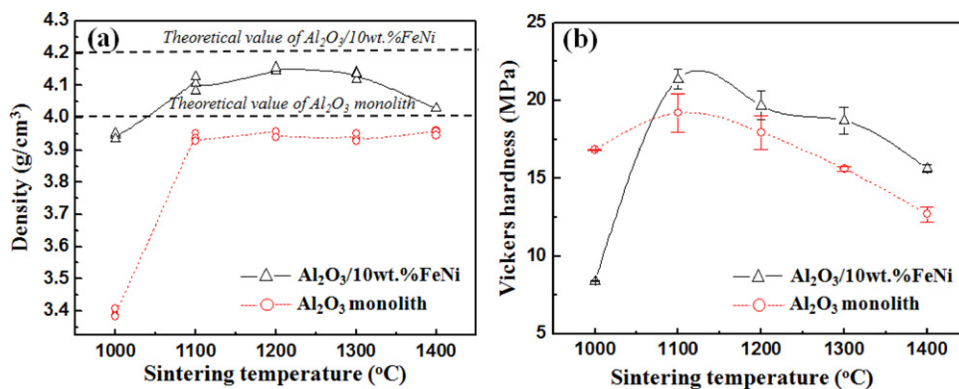 (a)
Theoretical value of Al₂O₃/10wt.%FeNi
Theoretical value of Al₂O₃ monolith
Density (g/cm³)
4.3
4.2
4.1
4.0
3.9
3.8
3.7
3.6
3.5
3.4
Al₂O₃/10wt.%FeNi
Al₂O₃ monolith
1000 1100 1200 1300 1400
Sintering temperature (°C)
(b)
Vickers hardness (MPa)
25
20
15
10
5
Al₂O₃/10wt.%FeNi
Al₂O₃ monolith
1000 1100 1200 1300 1400
Sintering temperature (°C)